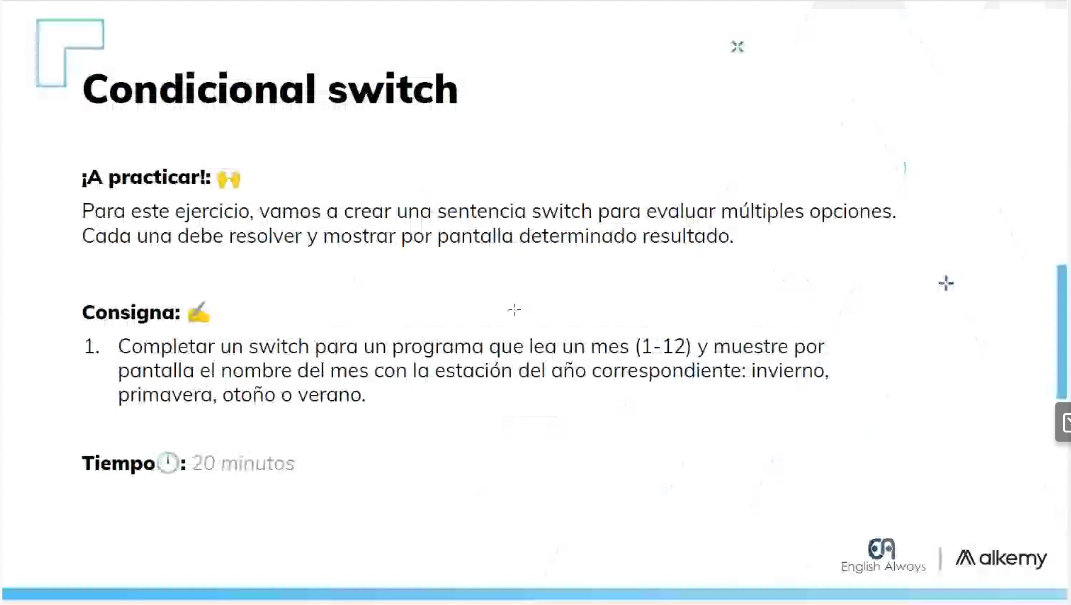 Condicional switch
¡A practicar!: 🙌
Para este ejercicio, vamos a crear una sentencia switch para evaluar múltiples opciones.
Cada una debe resolver y mostrar por pantalla determinado resultado.
Consigna: ✍️
1. Completar un switch para un programa que lea un mes (1-12) y muestre por
pantalla el nombre del mes con la estación del año correspondiente: invierno,
primavera, otoño o verano.
Tiempo🕛: 20 minutos
EA
English Always
alkemy